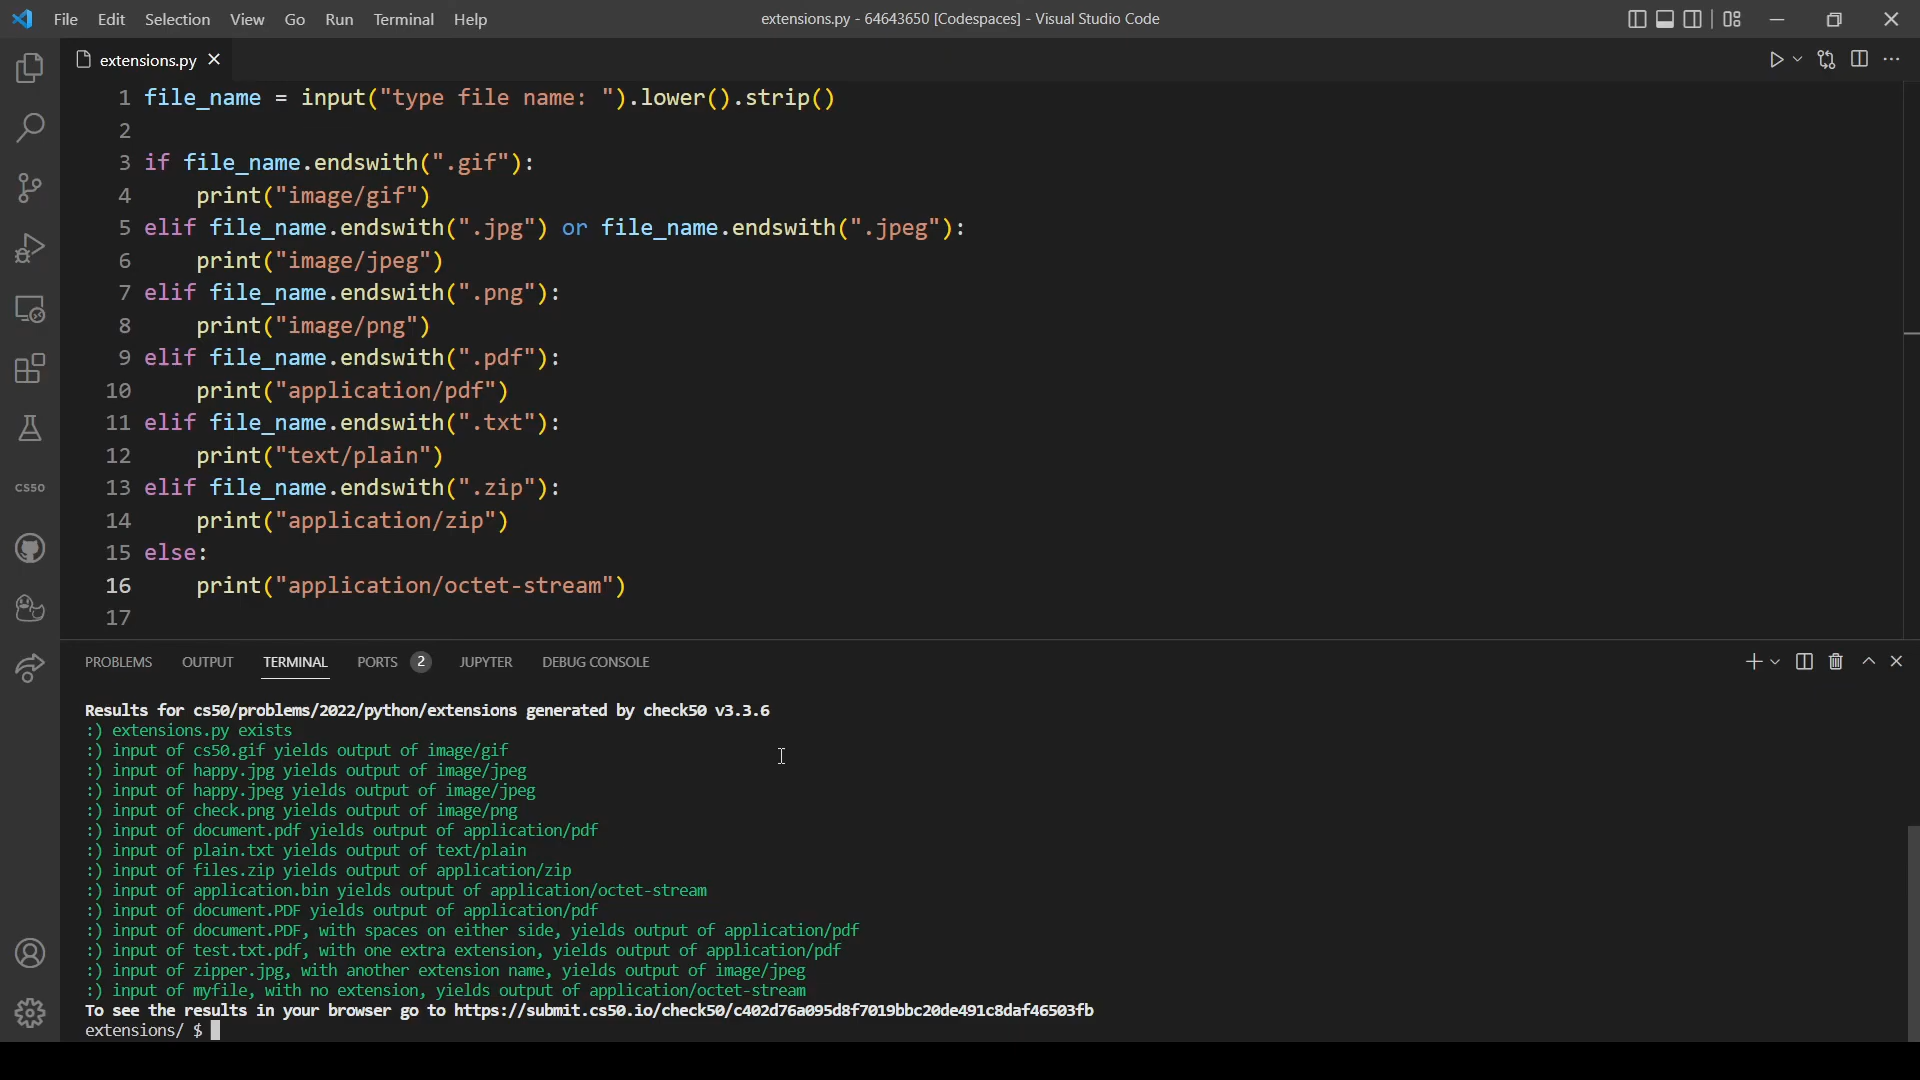 File Edit Selection View Go Run Terminal Help extensions.py - 64643650 [Codespaces] - Visual Studio Code
extensions.py
1 file_name = input("type file name: ").lower().strip()
2
3 if file_name.endswith(".gif"):
4 print("image/gif")
5 elif file_name.endswith(".jpg") or file_name.endswith(".jpeg"):
6 print("image/jpeg")
7 elif file_name.endswith(".png"):
8 print("image/png")
9 elif file_name.endswith(".pdf"):
10 print("application/pdf")
11 elif file_name.endswith(".txt"):
12 print("text/plain")
13 elif file_name.endswith(".zip"):
14 print("application/zip")
15 else:
16 print("application/octet-stream")
17
CS50
PROBLEMS OUTPUT TERMINAL PORTS 2 JUPYTER DEBUG CONSOLE
Results for cs50/problems/2022/python/extensions generated by check50 v3.3.6
:) extensions.py exists
:) input of cs50.gif yields output of image/gif
:) input of happy.jpg yields output of image/jpeg
:) input of happy.jpeg yields output of image/jpeg
:) input of check.png yields output of image/png
:) input of document.pdf yields output of application/pdf
:) input of plain.txt yields output of text/plain
:) input of files.zip yields output of application/zip
:) input of application.bin yields output of application/octet-stream
:) input of document.PDF yields output of application/pdf
:) input of document.PDF, with spaces on either side, yields output of application/pdf
:) input of test.txt.pdf, with one extra extension, yields output of application/pdf
:) input of zipper.jpg, with another extension name, yields output of image/jpeg
:) input of myfile, with no extension, yields output of application/octet-stream
To see the results in your browser go to https://submit.cs50.io/check50/c402d76a095d8f7019bbc20de491c8daf46503fb
extensions/ $